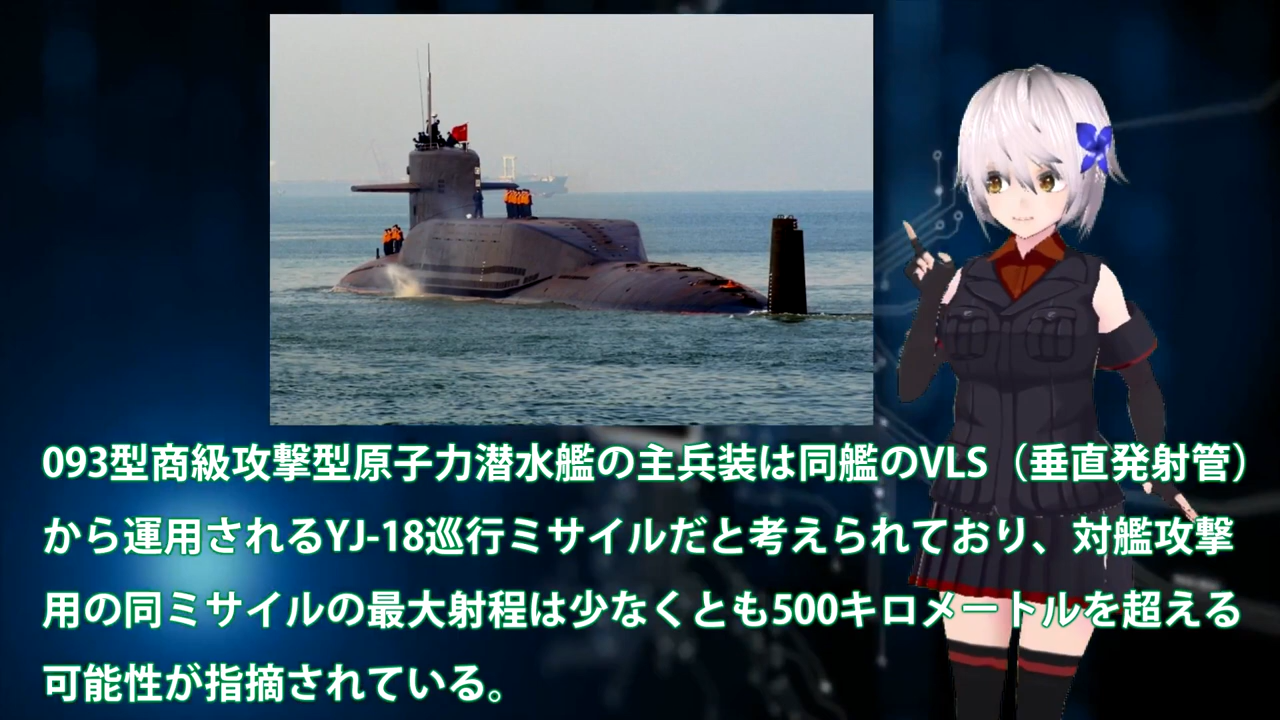 093型商級攻撃型原子力潜水艦の主兵装は同艦のVLS（垂直発射管）
から運用されるYJ-18巡行ミサイルだと考えられており、対艦攻撃
用の同ミサイルの最大射程は少なくとも500キロメートルを超える
可能性が指摘されている。